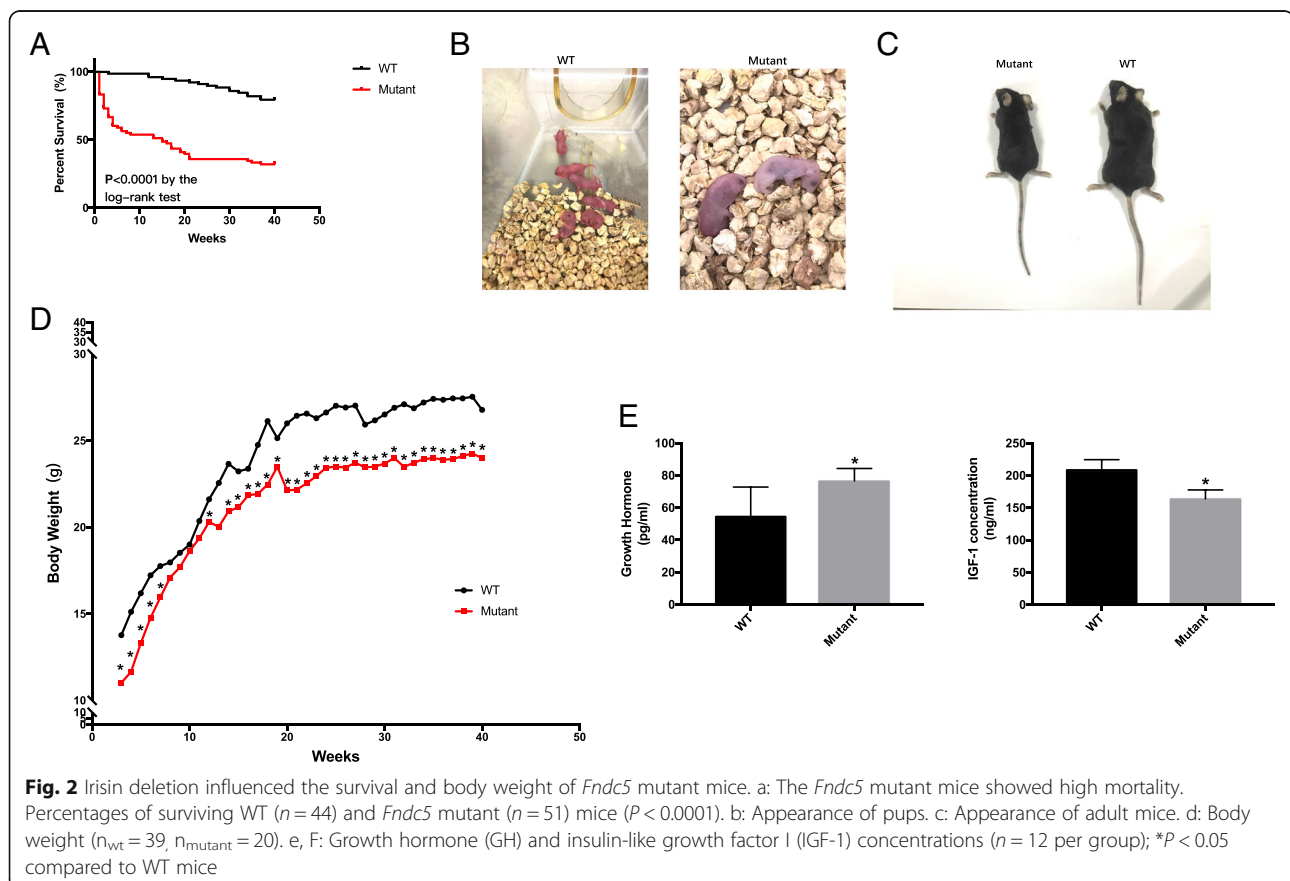 A
100
50
0
Percent Survival (%)
WT
Mutant
P<0.0001 by the
log-rank test
0 10 20 30 40 50
Weeks
B
WT
Mutant
C
Mutant
WT
D
40
35
30
30
25
20
15
10
10
5
0
Body Weight (g)
* * * * * * * * * * * * * * * * * * * * * * * * * * * * * * * * *
WT
Mutant
0 10 20 30 40 50
Weeks
E
100
80
60
40
20
0
Growth Hormone
(pg/ml)
*
WT
Mutant
250
200
150
100
50
0
IGF-1 concentration
(ng/ml)
*
WT
Mutant
Fig. 2 Irisin deletion influenced the survival and body weight of Fndc5 mutant mice. a: The Fndc5 mutant mice showed high mortality.
Percentages of surviving WT (n = 44) and Fndc5 mutant (n = 51) mice (P < 0.0001). b: Appearance of pups. c: Appearance of adult mice. d: Body
weight (nwt = 39, nmutant = 20). e, F: Growth hormone (GH) and insulin-like growth factor I (IGF-1) concentrations (n = 12 per group); *P < 0.05
compared to WT mice